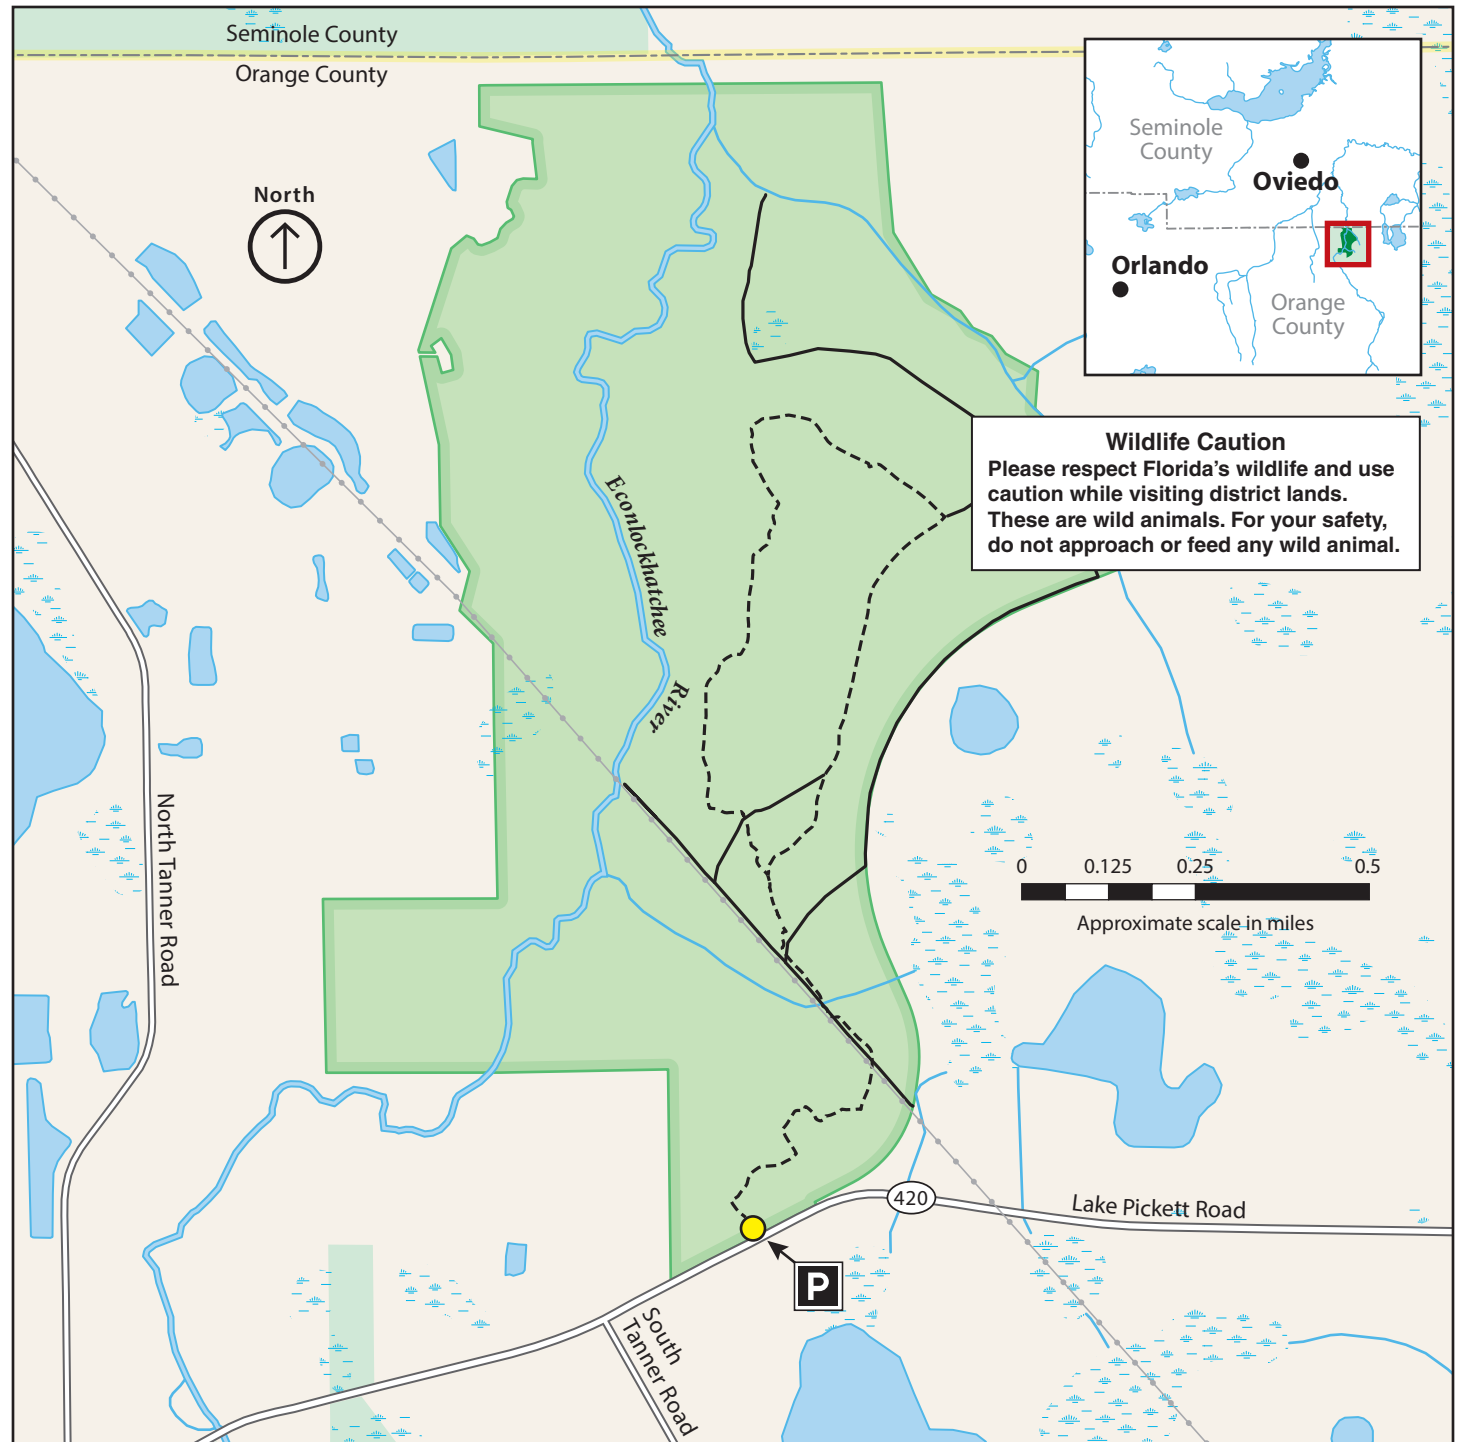 Seminole County
Orange County
North
Seminole
County
Oviedo
Orlando
Orange
County
Wildlife Caution
Please respect Florida’s wildlife and use
caution while visiting district lands.
These are wild animals. For your safety,
do not approach or feed any wild animal.
Econlockhatchee
River
North Tanner Road
0 0.125 0.25 0.5
Approximate scale in miles
420
Lake Pickett Road
P
South
Tanner Road